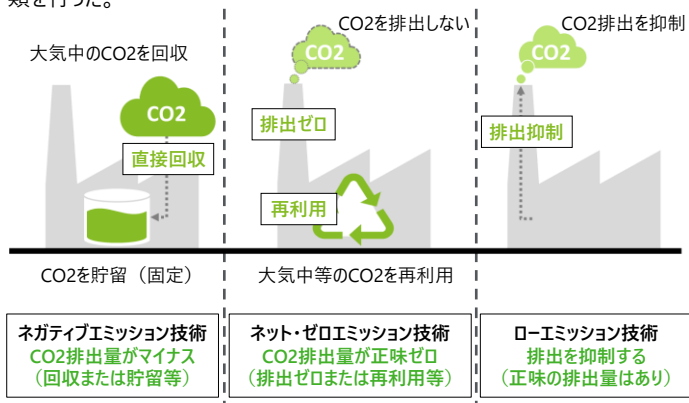 類を行った。
大気中のCO2を回収
CO2
直接回収
CO2を貯留（固定）
ネガティブエミッション技術
CO2排出量がマイナス
（回収または貯留等）
CO2を排出しない
CO2
排出ゼロ
再利用
大気中等のCO2を再利用
ネット・ゼロエミッション技術
CO2排出量が正味ゼロ
（排出ゼロまたは再利用等）
CO2排出を抑制
CO2
排出抑制
ローエミッション技術
排出を抑制する
（正味の排出量はあり）